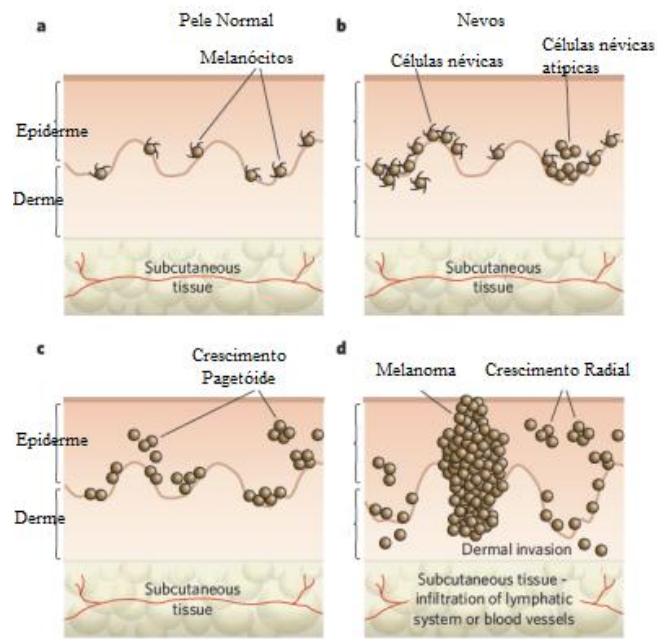 a
Pele Normal
Melanócitos
Epiderme
Derme
Subcutaneous
tissue
b
Nevos
Células névicas
Células névicas
atípicas
Subcutaneous
tissue
c
Crescimento
Pagetóide
Epiderme
Derme
Subcutaneous
tissue
d
Melanoma
Crescimento Radial
Dermal invasion
Subcutaneous tissue -
infiltration of lymphatic
system or blood vessels